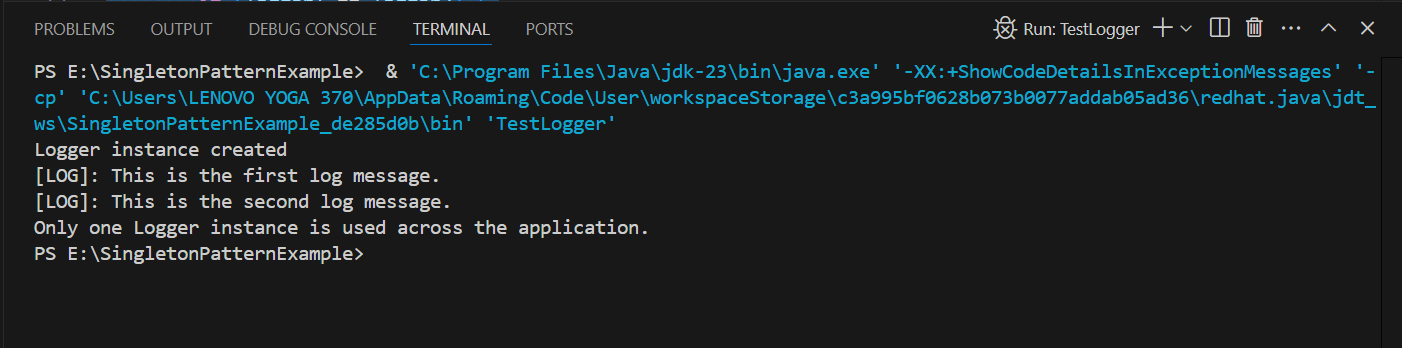 PROBLEMS OUTPUT DEBUG CONSOLE TERMINAL PORTS Run: TestLogger
PS E:\SingletonPatternExample>  & 'C:\Program Files\Java\jdk-23\bin\java.exe' '-XX:+ShowCodeDetailsInExceptionMessages' '-
cp' 'C:\Users\LENOVO YOGA 370\AppData\Roaming\Code\User\workspaceStorage\c3a995bf0628b073b0077addab05ad36\redhat.java\jdt_
ws\SingletonPatternExample_de285d0b\bin' 'TestLogger'
Logger instance created
[LOG]: This is the first log message.
[LOG]: This is the second log message.
Only one Logger instance is used across the application.
PS E:\SingletonPatternExample>